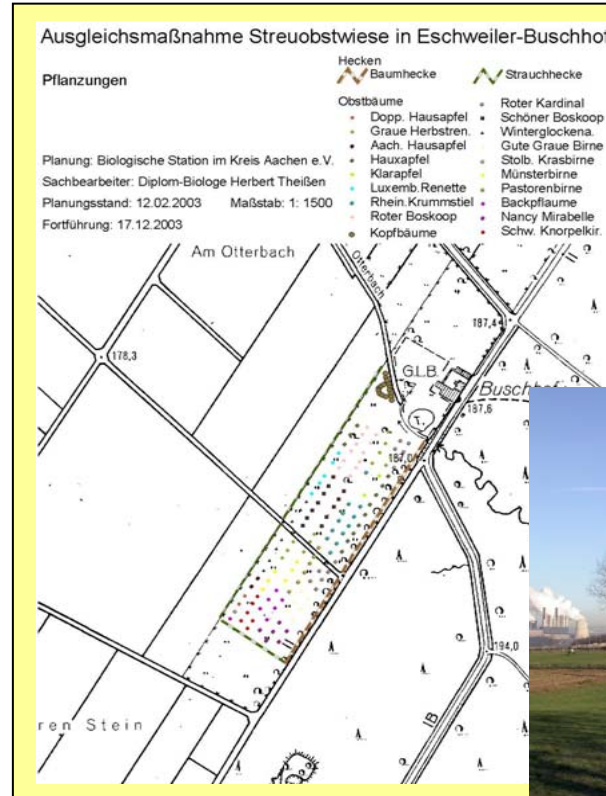 Ausgleichsmaßnahme Streuobstwiese in Eschweiler-Buschhof
Pflanzungen
Hecken
Baumhecke
Strauchhecke
Obstbäume
Dopp. Hausapfel
Graue Herbstren.
Aach. Hausapfel
Hauxapfel
Klarapfel
Luxemb.Renette
Rhein.Krummstiel
Roter Boskoop
Kopfbäume
Roter Kardinal
Schöner Boskoop
Winterglockena.
Gute Graue Birne
Stolb. Krasbirne
Münsterbirne
Pastorenbirne
Backpflaume
Nancy Mirabelle
Schw. Knorpelkir.
Planung: Biologische Station im Kreis Aachen e.V.
Sachbearbeiter: Diplom-Biologe Herbert Theißen
Planungsstand: 12.02.2003 Maßstab: 1: 1500
Fortführung: 17.12.2003
Am Otterbach
Otterbach
187,4
178,3
G.L.B.
187,6
T.
187,0
194,0
ren Stein
IB